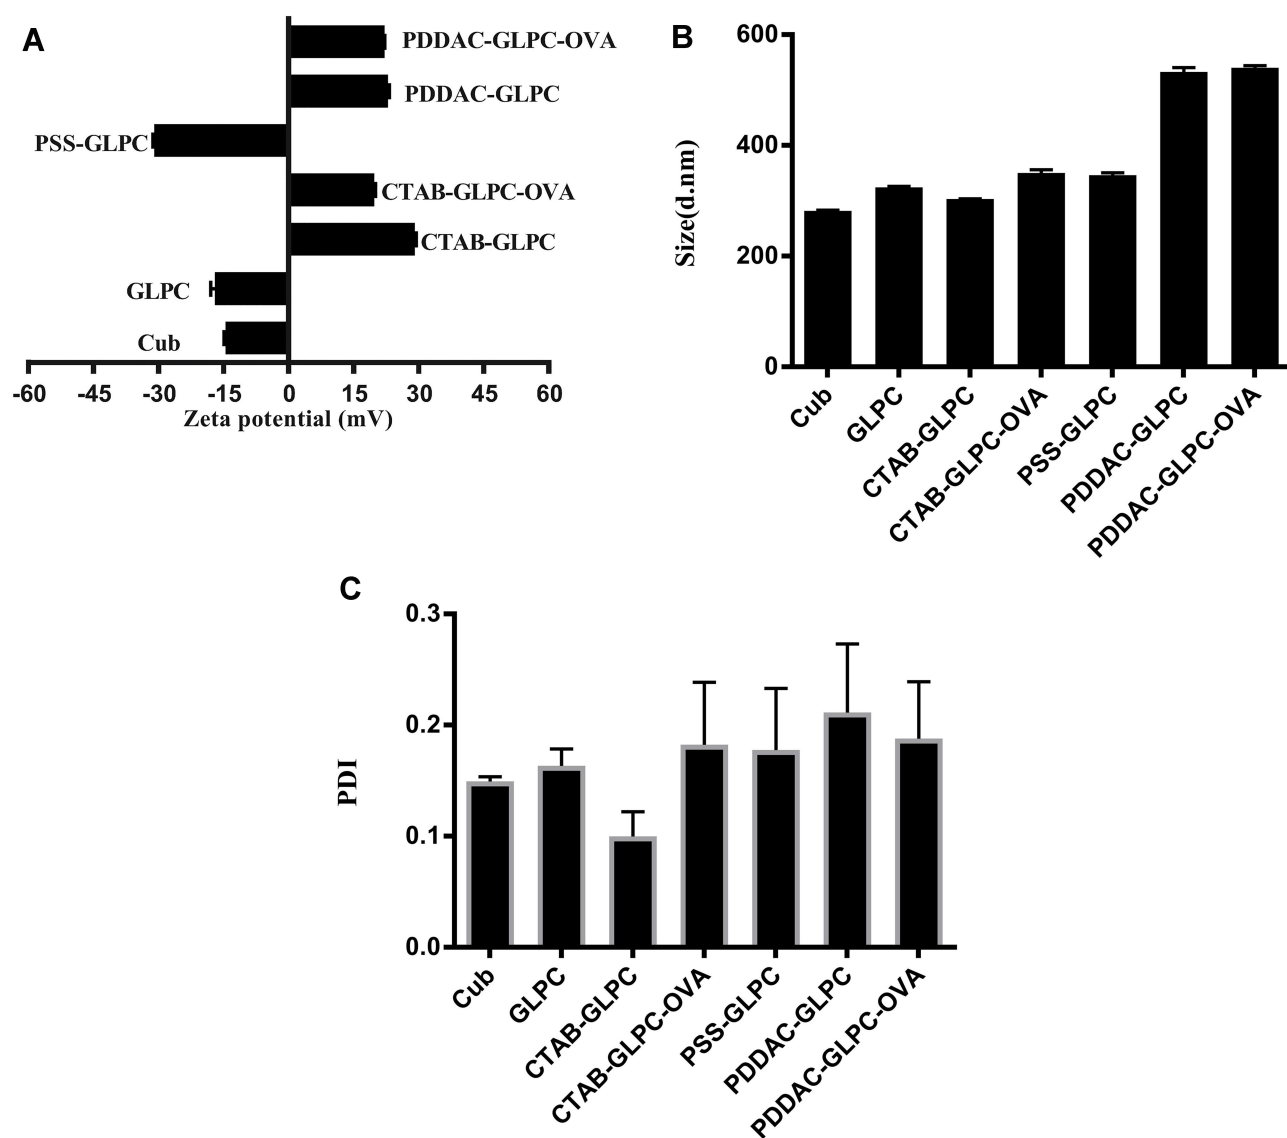 A
PDDAC-GLPC-OVA
PDDAC-GLPC
PSS-GLPC
CTAB-GLPC-OVA
CTAB-GLPC
GLPC
Cub
-60 -45 -30 -15 0 15 30 45 60
Zeta potential (mV)
B
600
400
200
0
Size(d.nm)
Cub
GLPC
CTAB-GLPC
CTAB-GLPC-OVA
PSS-GLPC
PDDAC-GLPC
PDDAC-GLPC-OVA
C
0.3
0.2
0.1
0.0
PDI
Cub
GLPC
CTAB-GLPC
CTAB-GLPC-OVA
PSS-GLPC
PDDAC-GLPC
PDDAC-GLPC-OVA